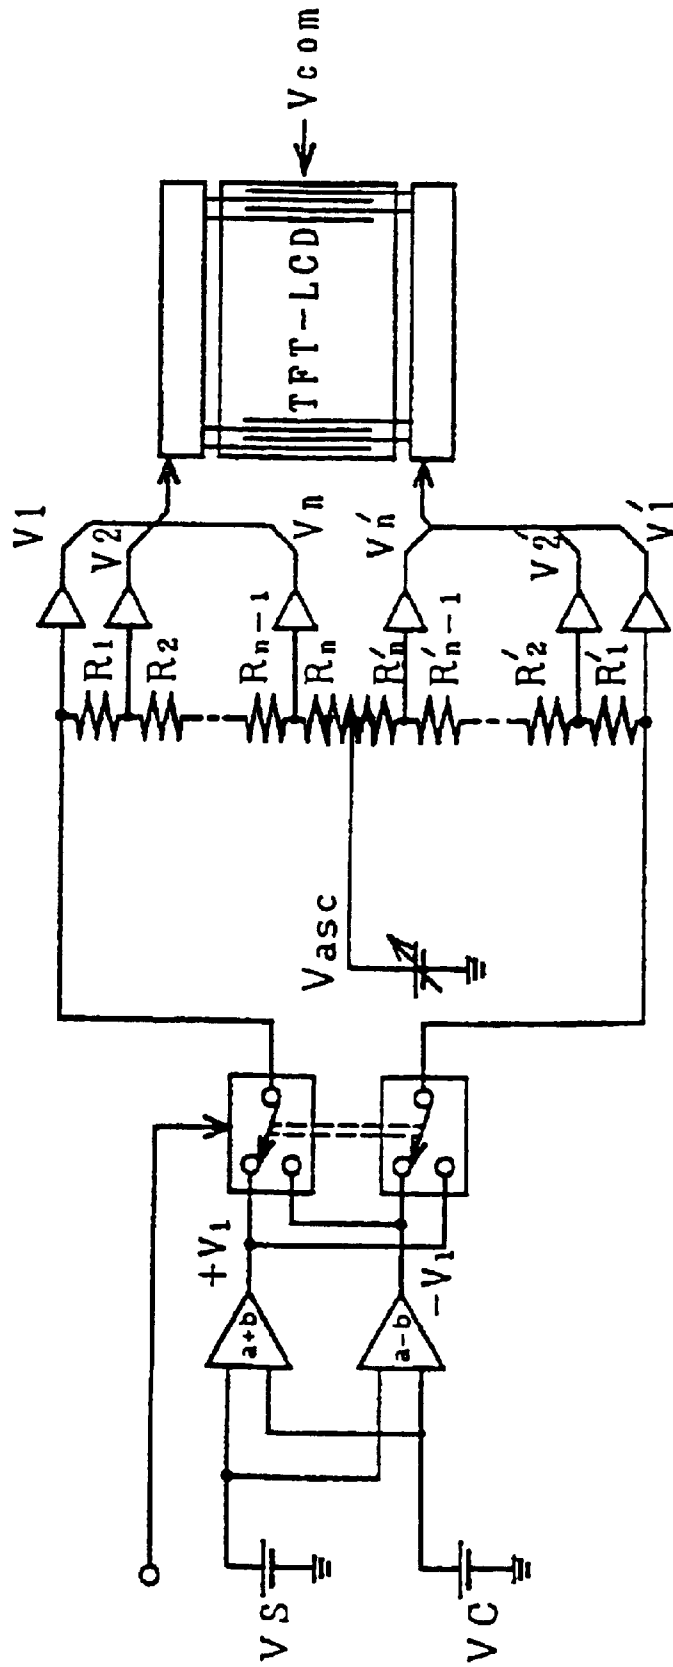 VS
VC
a+b
a-b
+V1
-V1
Vasc
R1
R2
Rn-1
Rn
R'n
R'n-1
R'2
R'1
V1
V2
Vn
V'n
V'2
V'1
TFT-LCD
Vcom